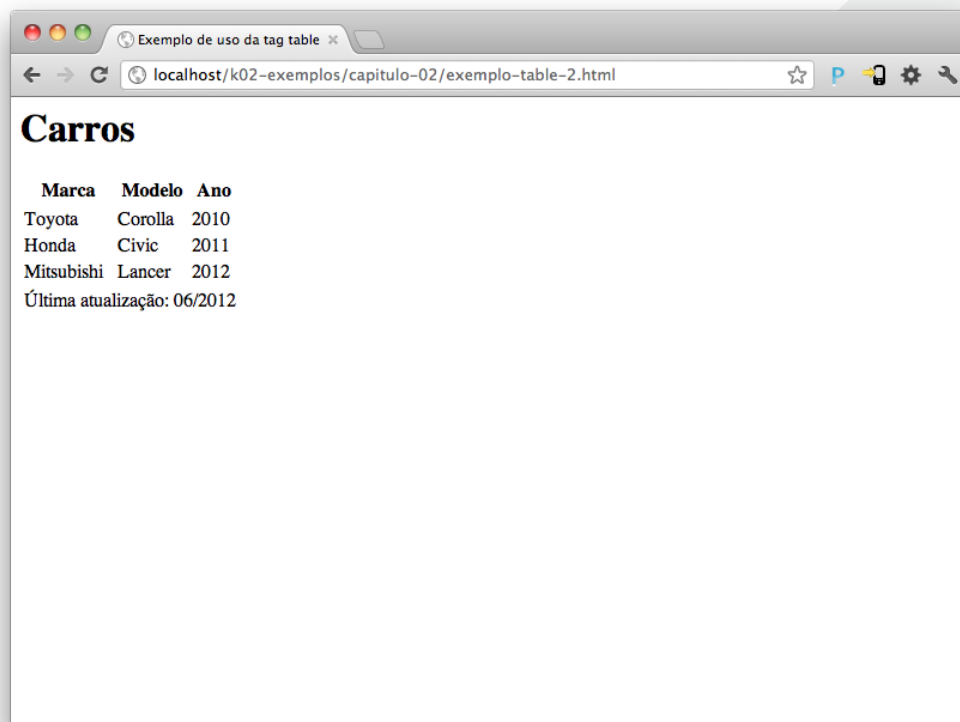 Exemplo de uso da tag table
localhost/k02-exemplos/capitulo-02/exemplo-table-2.html
P
Carros
Marca Modelo Ano
Toyota Corolla 2010
Honda Civic 2011
Mitsubishi Lancer 2012
Última atualização: 06/2012